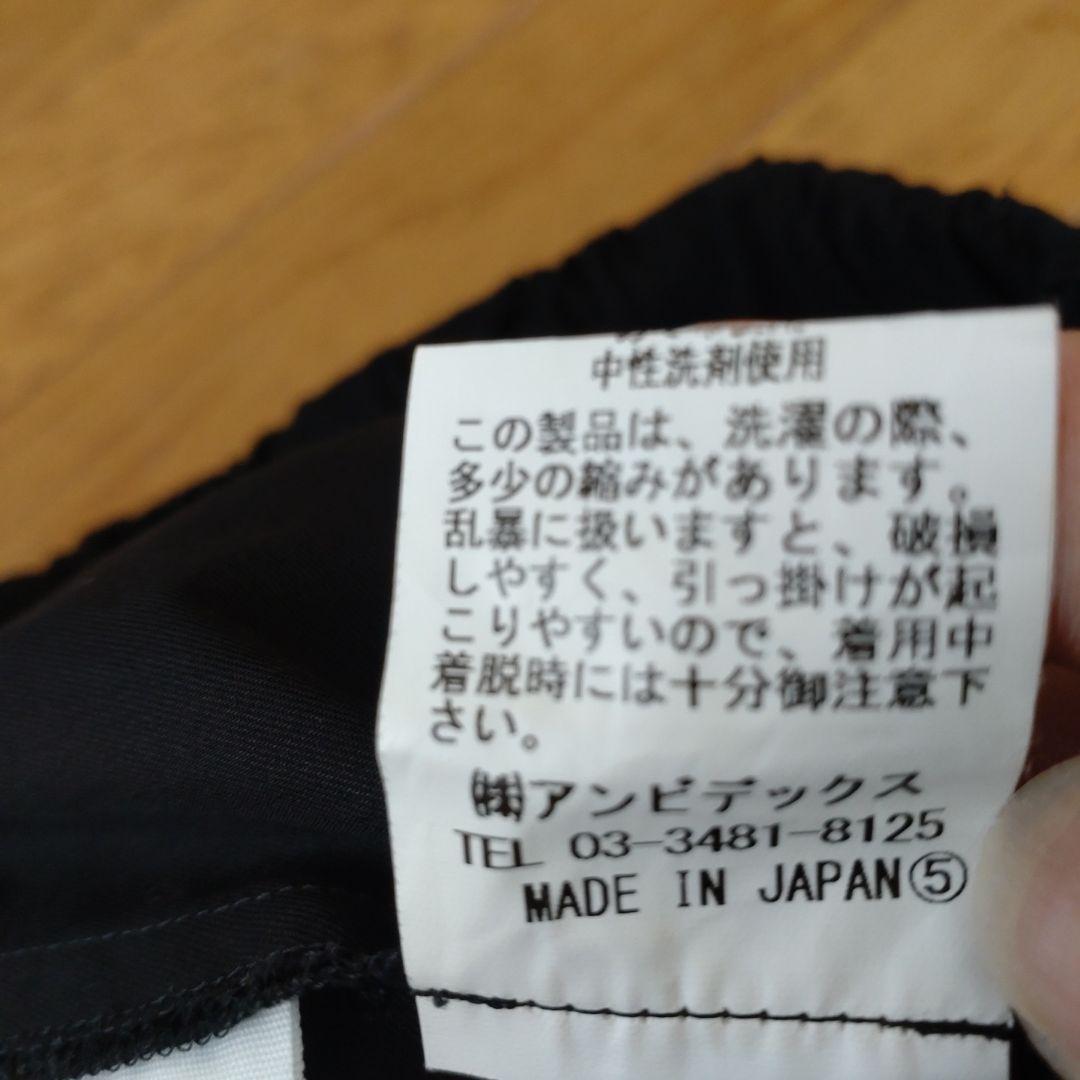 中性洗剤使用
この製品は、洗濯の際、
多少の縮みがあります。
乱暴に扱いますと、破損
しやすく、引っ掛けが起
こりやすいので、着用中
着脱時には十分御注意下
さい。
㈱アンビデックス
TEL 03-3481-8125
MADE IN JAPAN⑤